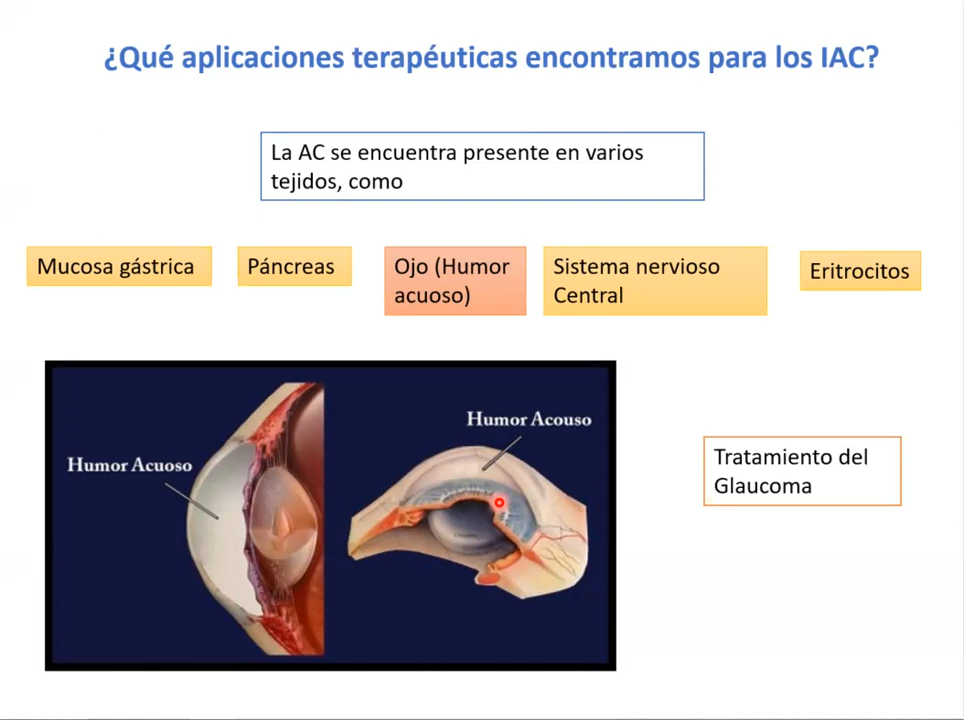 ¿Qué aplicaciones terapéuticas encontramos para los IAC?
La AC se encuentra presente en varios
tejidos, como
Mucosa gástrica
Páncreas
Ojo (Humor
acuoso)
Sistema nervioso
Central
Eritrocitos
Humor Acuoso
Humor Acouso
Tratamiento del
Glaucoma